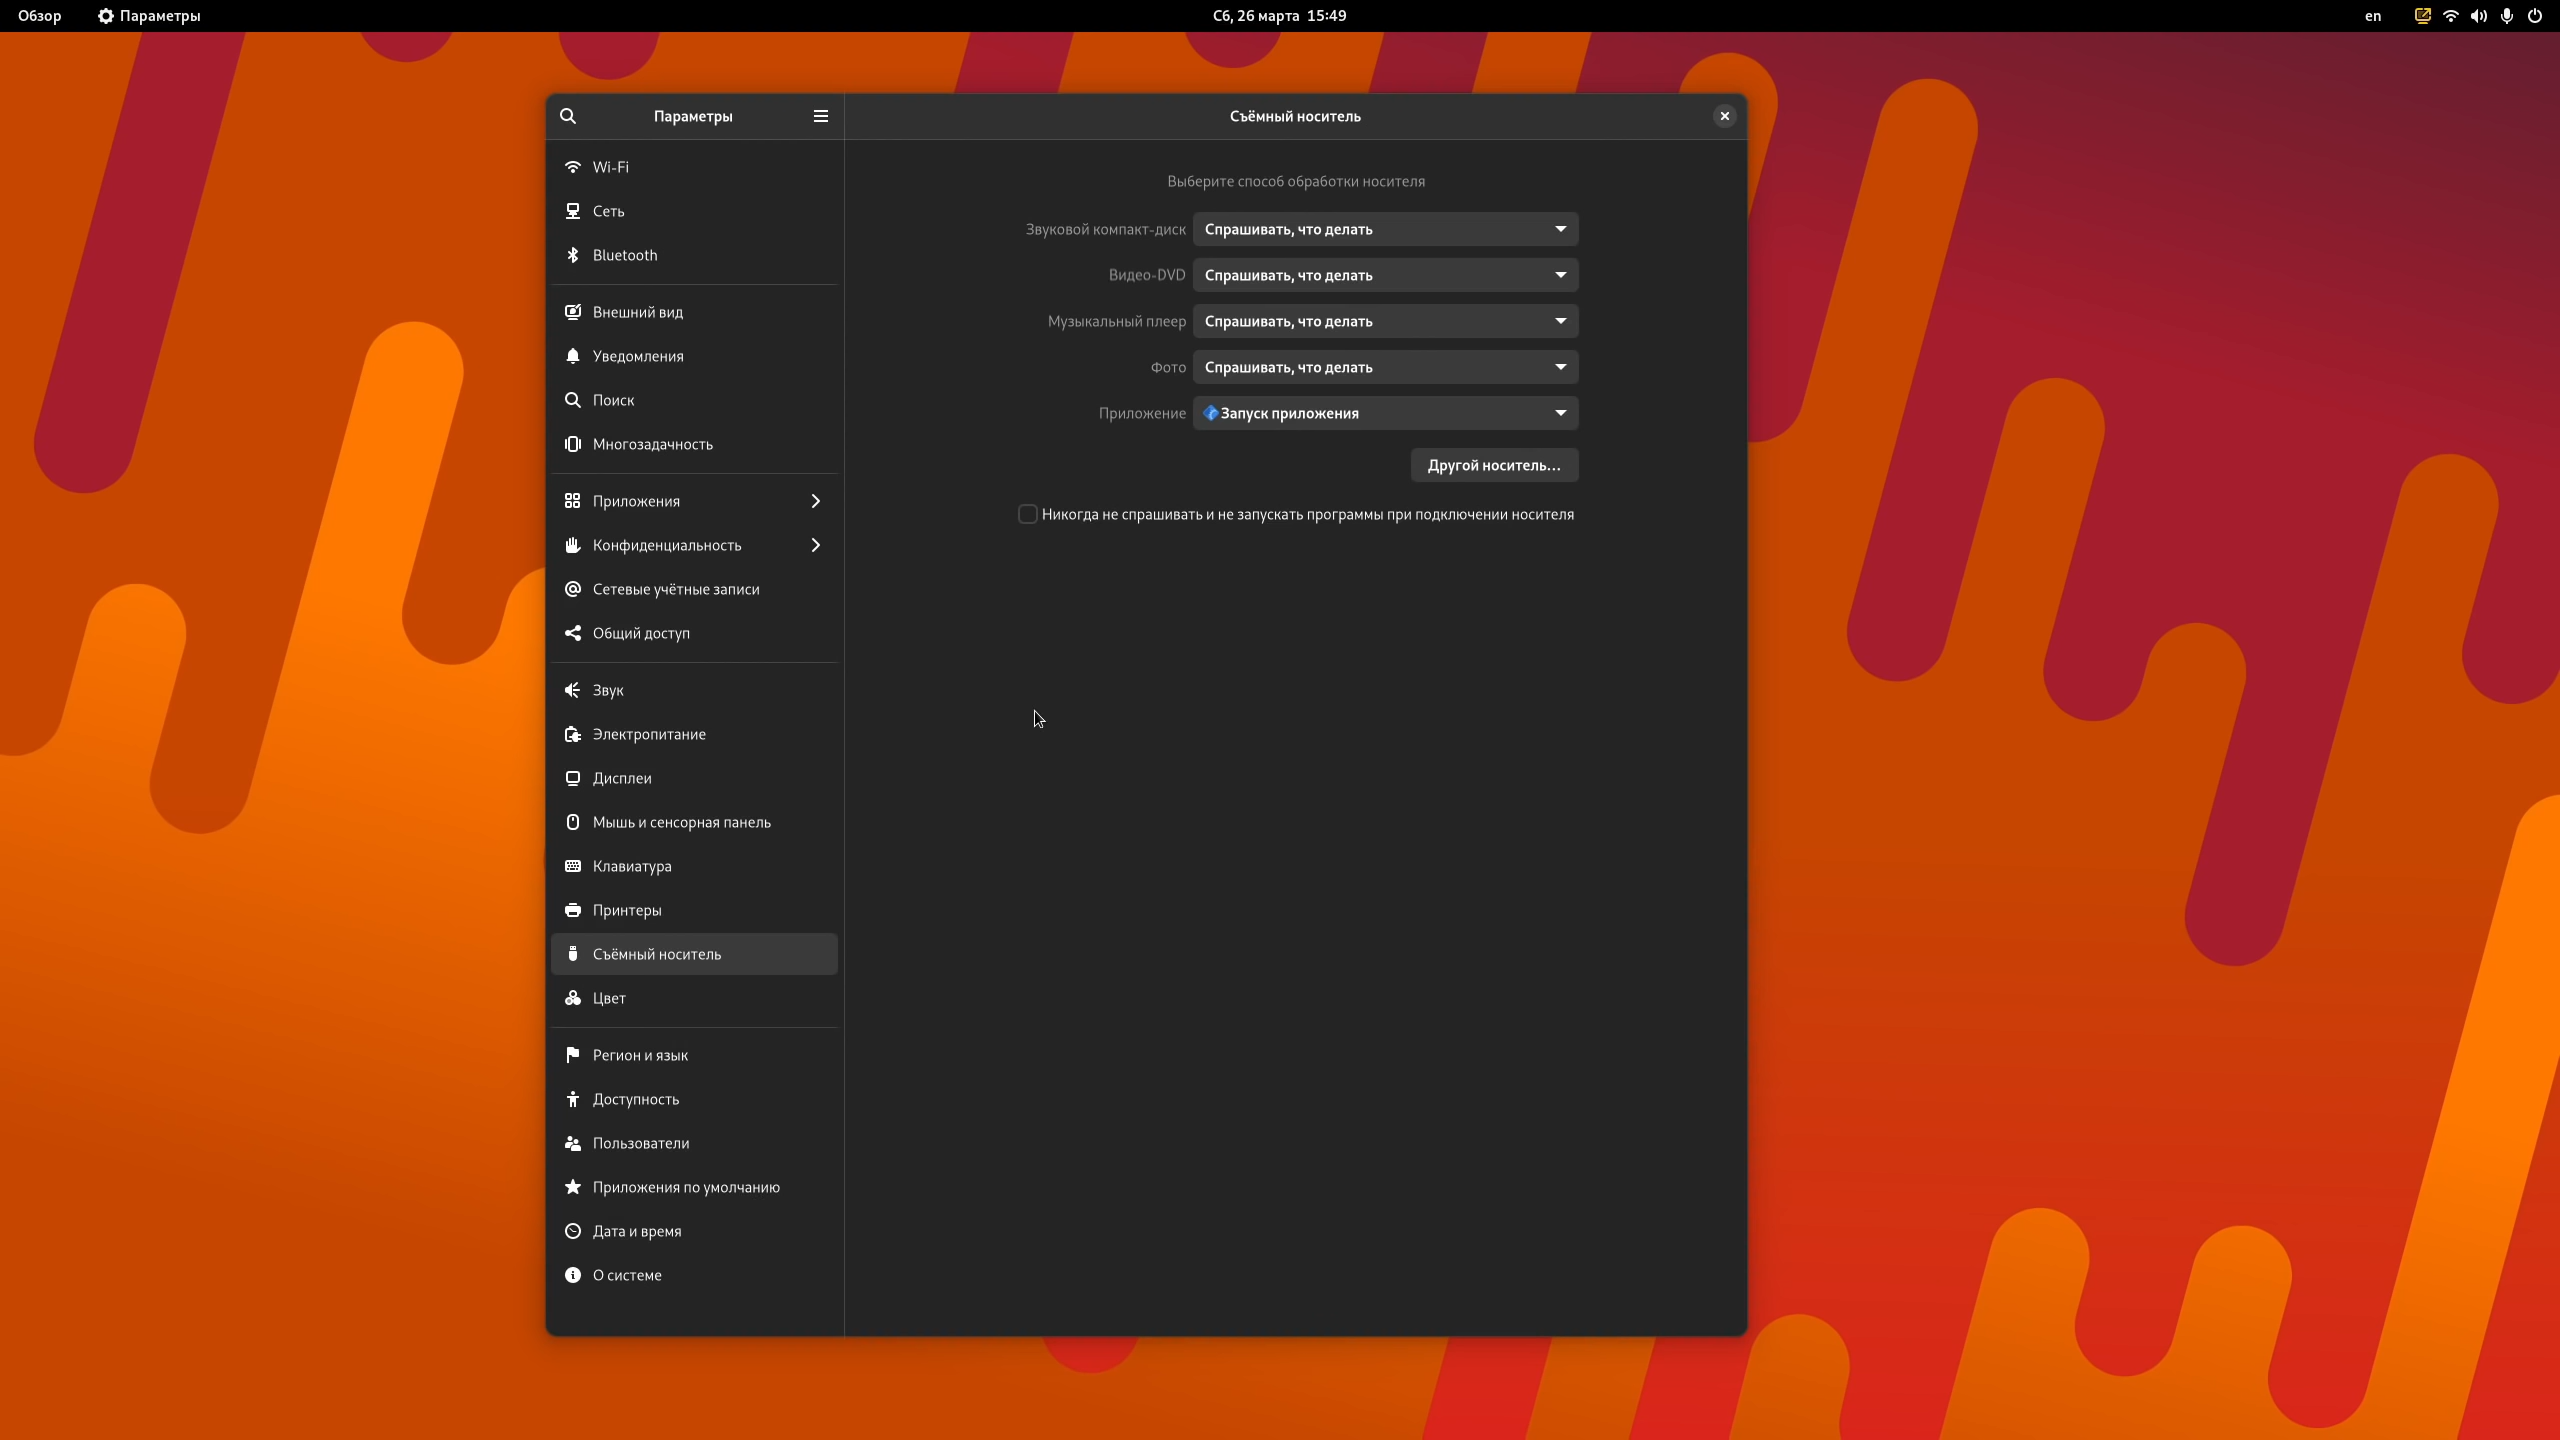 Обзор
Параметры
Сб, 26 марта 15:49
en
Параметры
Съёмный носитель
Wi-Fi
Сеть
Bluetooth
Внешний вид
Уведомления
Поиск
Многозадачность
Приложения
Конфиденциальность
Сетевые учётные записи
Общий доступ
Звук
Электропитание
Дисплеи
Мышь и сенсорная панель
Клавиатура
Принтеры
Съёмный носитель
Цвет
Регион и язык
Доступность
Пользователи
Приложения по умолчанию
Дата и время
О системе
Выберите способ обработки носителя
Звуковой компакт-диск Спрашивать, что делать
Видео-DVD Спрашивать, что делать
Музыкальный плеер Спрашивать, что делать
Фото Спрашивать, что делать
Приложение Запуск приложения
Другой носитель…
Никогда не спрашивать и не запускать программы при подключении носителя